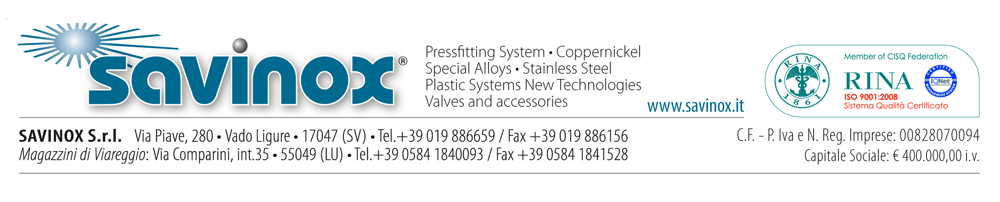 savinox®
Pressfitting System • Coppernickel
Special Alloys • Stainless Steel
Plastic Systems New Technologies
Valves and accessories
www.savinox.it
RINA
1861
Member of CISQ Federation
RINA
ISO 9001:2008
Sistema Qualità Certificato
CERTIFIED
IQNet
MANAGEMENT SYSTEM
SAVINOX S.r.l. Via Piave, 280 • Vado Ligure • 17047 (SV) • Tel.+39 019 886659 / Fax +39 019 886156
Magazzini di Viareggio: Via Comparini, int.35 • 55049 (LU) • Tel.+39 0584 1840093 / Fax +39 0584 1841528
C.F. - P. Iva e N. Reg. Imprese: 00828070094
Capitale Sociale: € 400.000,00 i.v.